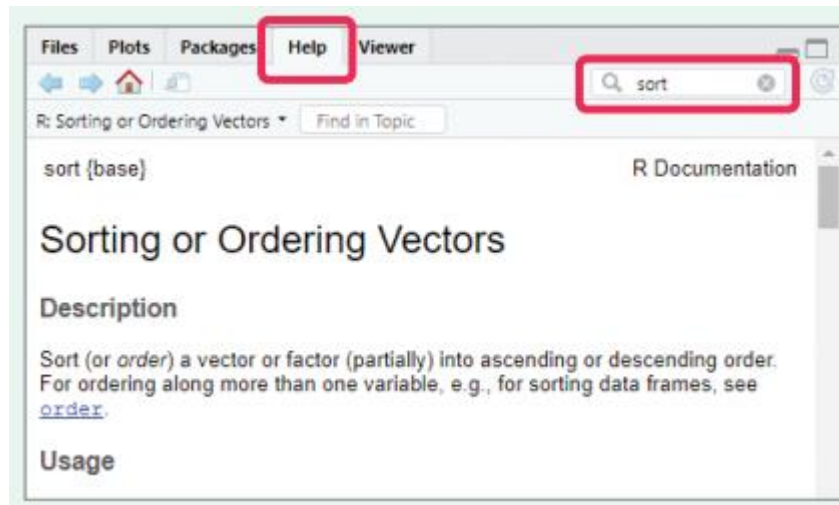 Files Plots Packages Help Viewer
sort
R: Sorting or Ordering Vectors Find in Topic
sort {base} R Documentation
Sorting or Ordering Vectors
Description
Sort (or order) a vector or factor (partially) into ascending or descending order.
For ordering along more than one variable, e.g., for sorting data frames, see
order.
Usage